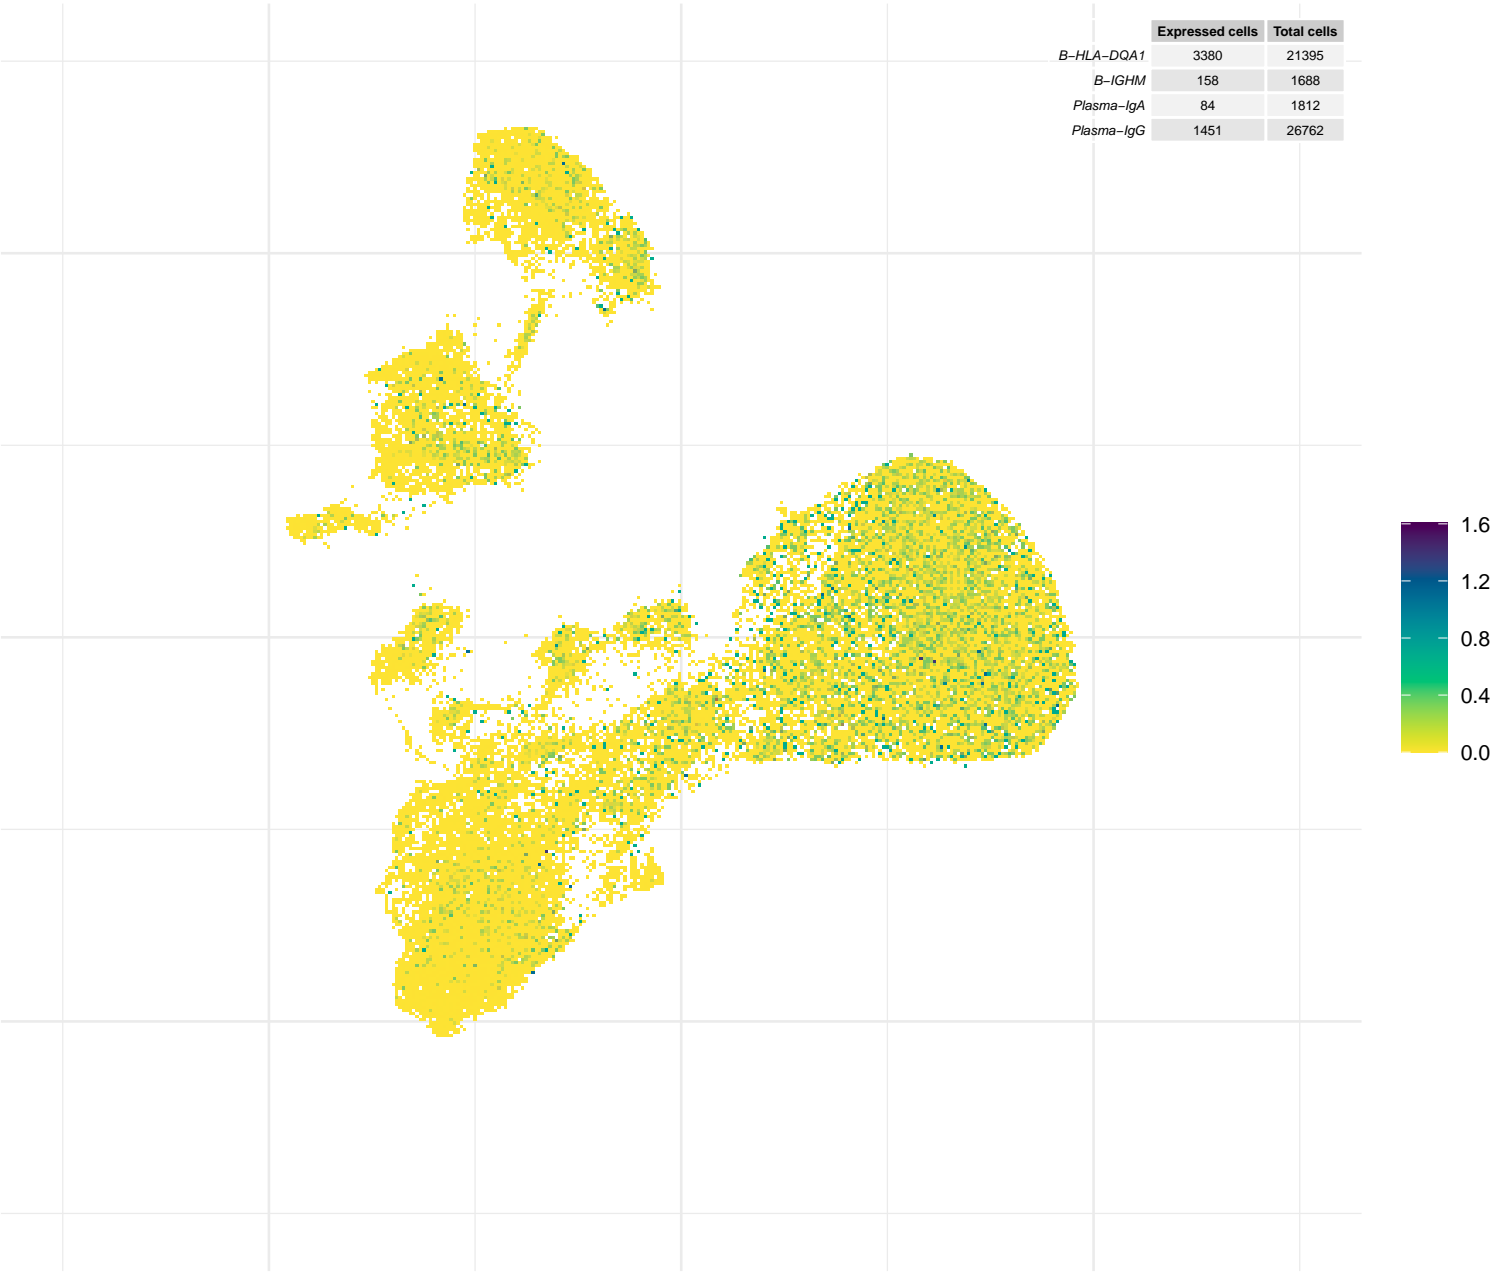 Expressed cells Total cells
B−HLA−DQA1 3380 21395
B−IGHM 158 1688
Plasma−IgA 84 1812
Plasma−IgG 1451 26762
1.6
1.2
0.8
0.4
0.0